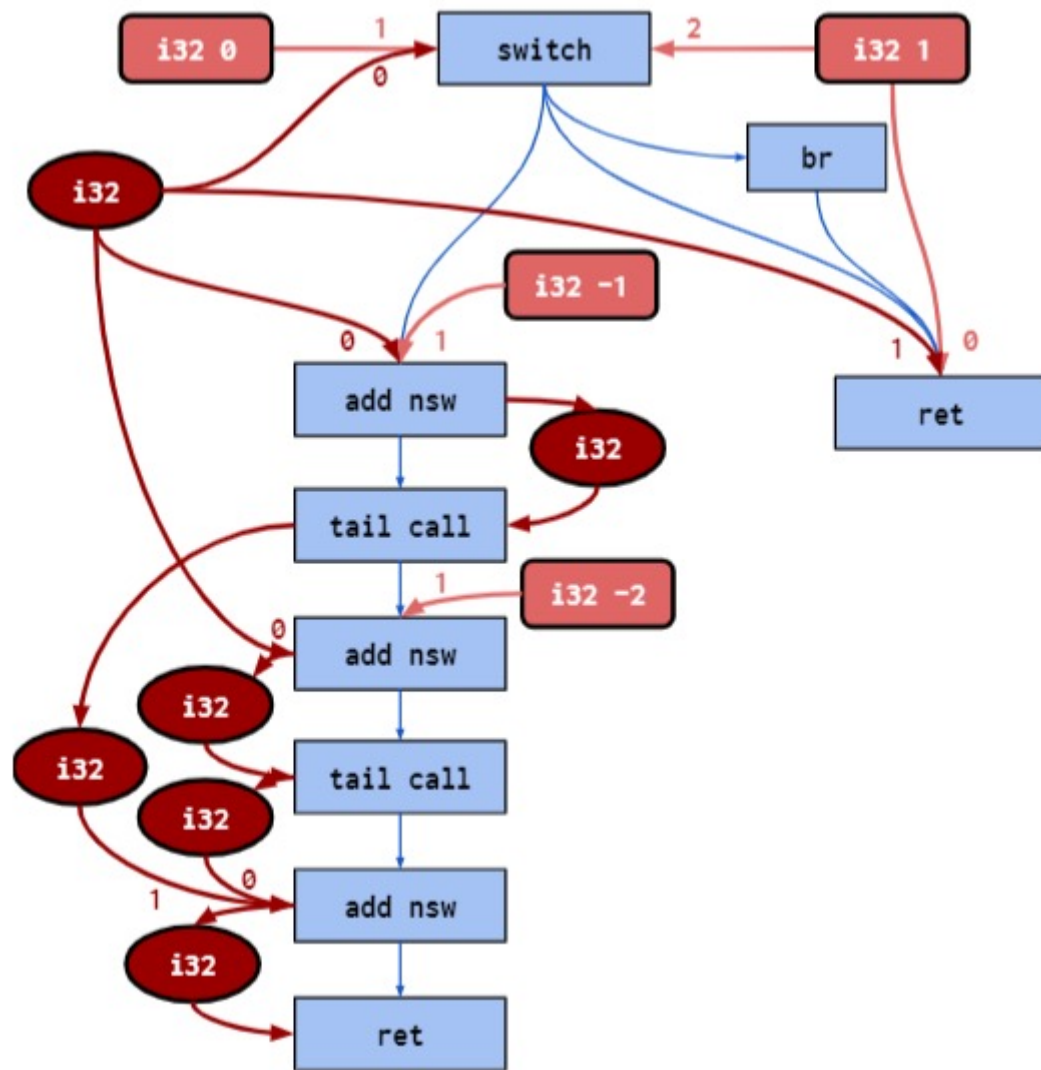 i32 0
1
switch
2
i32 1
0
br
i32
i32 -1
0
1
1
0
add nsw
ret
i32
tail call
1
i32 -2
0
add nsw
i32
i32
tail call
i32
0
1
add nsw
i32
ret